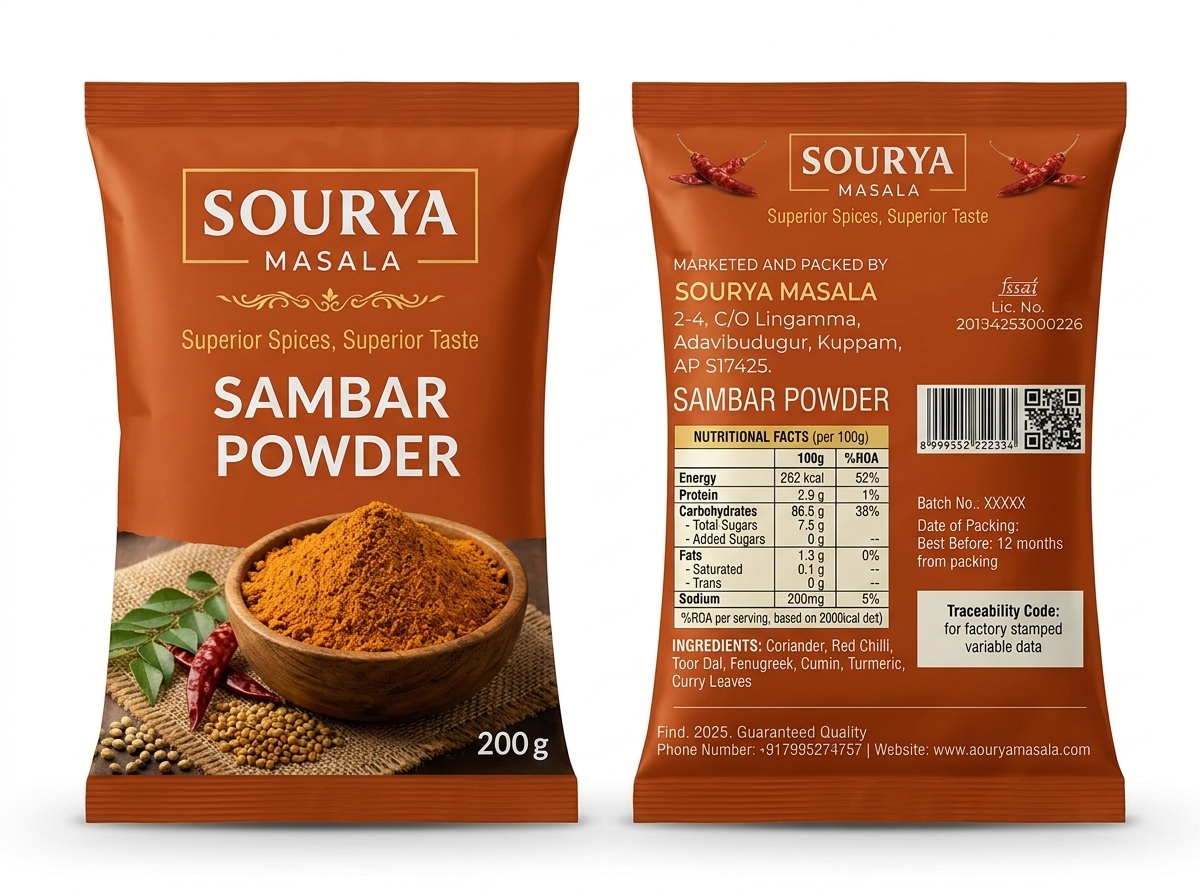 SOURYA
MASALA
Superior Spices, Superior Taste
SAMBAR
POWDER
200 g
SOURYA
MASALA
Superior Spices, Superior Taste
MARKETED AND PACKED BY
SOURYA MASALA
2-4, C/O Lingamma,
Adavibudugur, Kuppam,
AP S17425.
fssai
Lic. No.
20134253000226
SAMBAR POWDER
8 999552 222334
NUTRITIONAL FACTS (per 100g)
100g %ROA
Energy 262 kcal 52%
Protein 2.9 g 1%
Carbohydrates 86.5 g 38%
- Total Sugars 7.5 g
- Added Sugars 0 g --
Fats 1.3 g 0%
- Saturated 0.1 g --
- Trans 0 g --
Sodium 200mg 5%
%ROA per serving, based on 2000kcal det)
Batch No.: XXXXX
Date of Packing:
Best Before: 12 months
from packing
Traceability Code:
for factory stamped
variable data
INGREDIENTS: Coriander, Red Chilli,
Toor Dal, Fenugreek, Cumin, Turmeric,
Curry Leaves
Find. 2025. Guaranteed Quality
Phone Number: +917995274757 | Website: www.aouryamasala.com